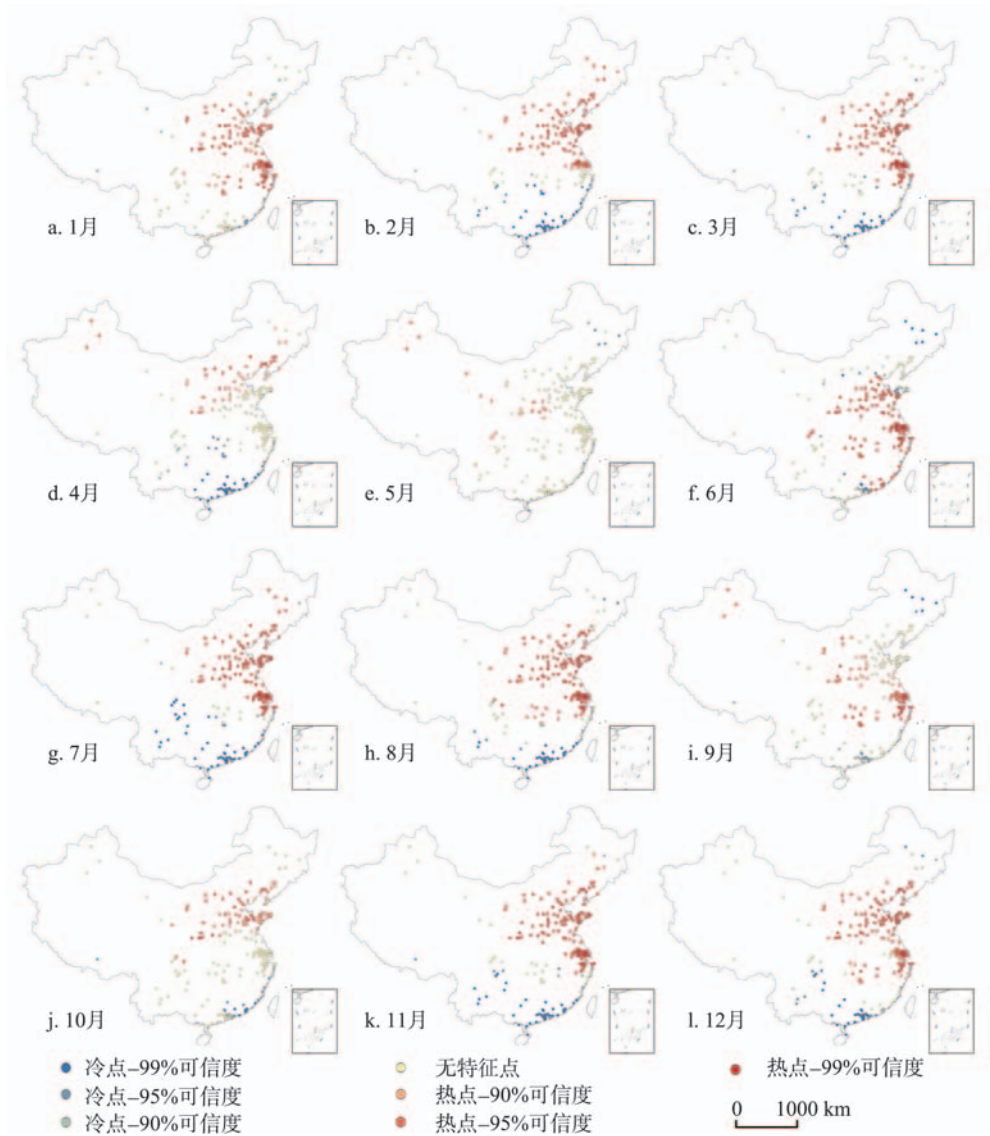 a. 1月
b. 2月
c. 3月
d. 4月
e. 5月
f. 6月
g. 7月
h. 8月
i. 9月
j. 10月
k. 11月
l. 12月
冷点–99%可信度
无特征点
热点–99%可信度
冷点–95%可信度
热点–90%可信度
冷点–90%可信度
热点–95%可信度
0 1000 km